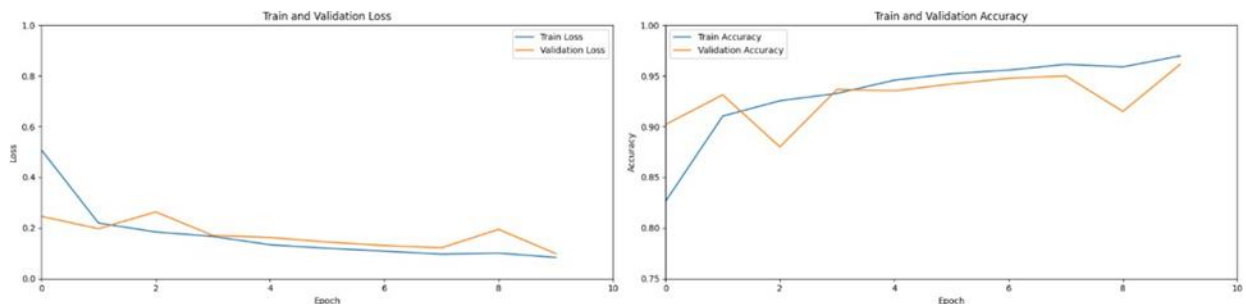 Train and Validation Loss
1.0
0.8
0.6
0.4
0.2
0.0
Loss
Train Loss
Validation Loss
0 2 4 6 8 10
Epoch
Train and Validation Accuracy
1.00
0.95
0.90
0.85
0.80
0.75
Accuracy
Train Accuracy
Validation Accuracy
0 2 4 6 8 10
Epoch